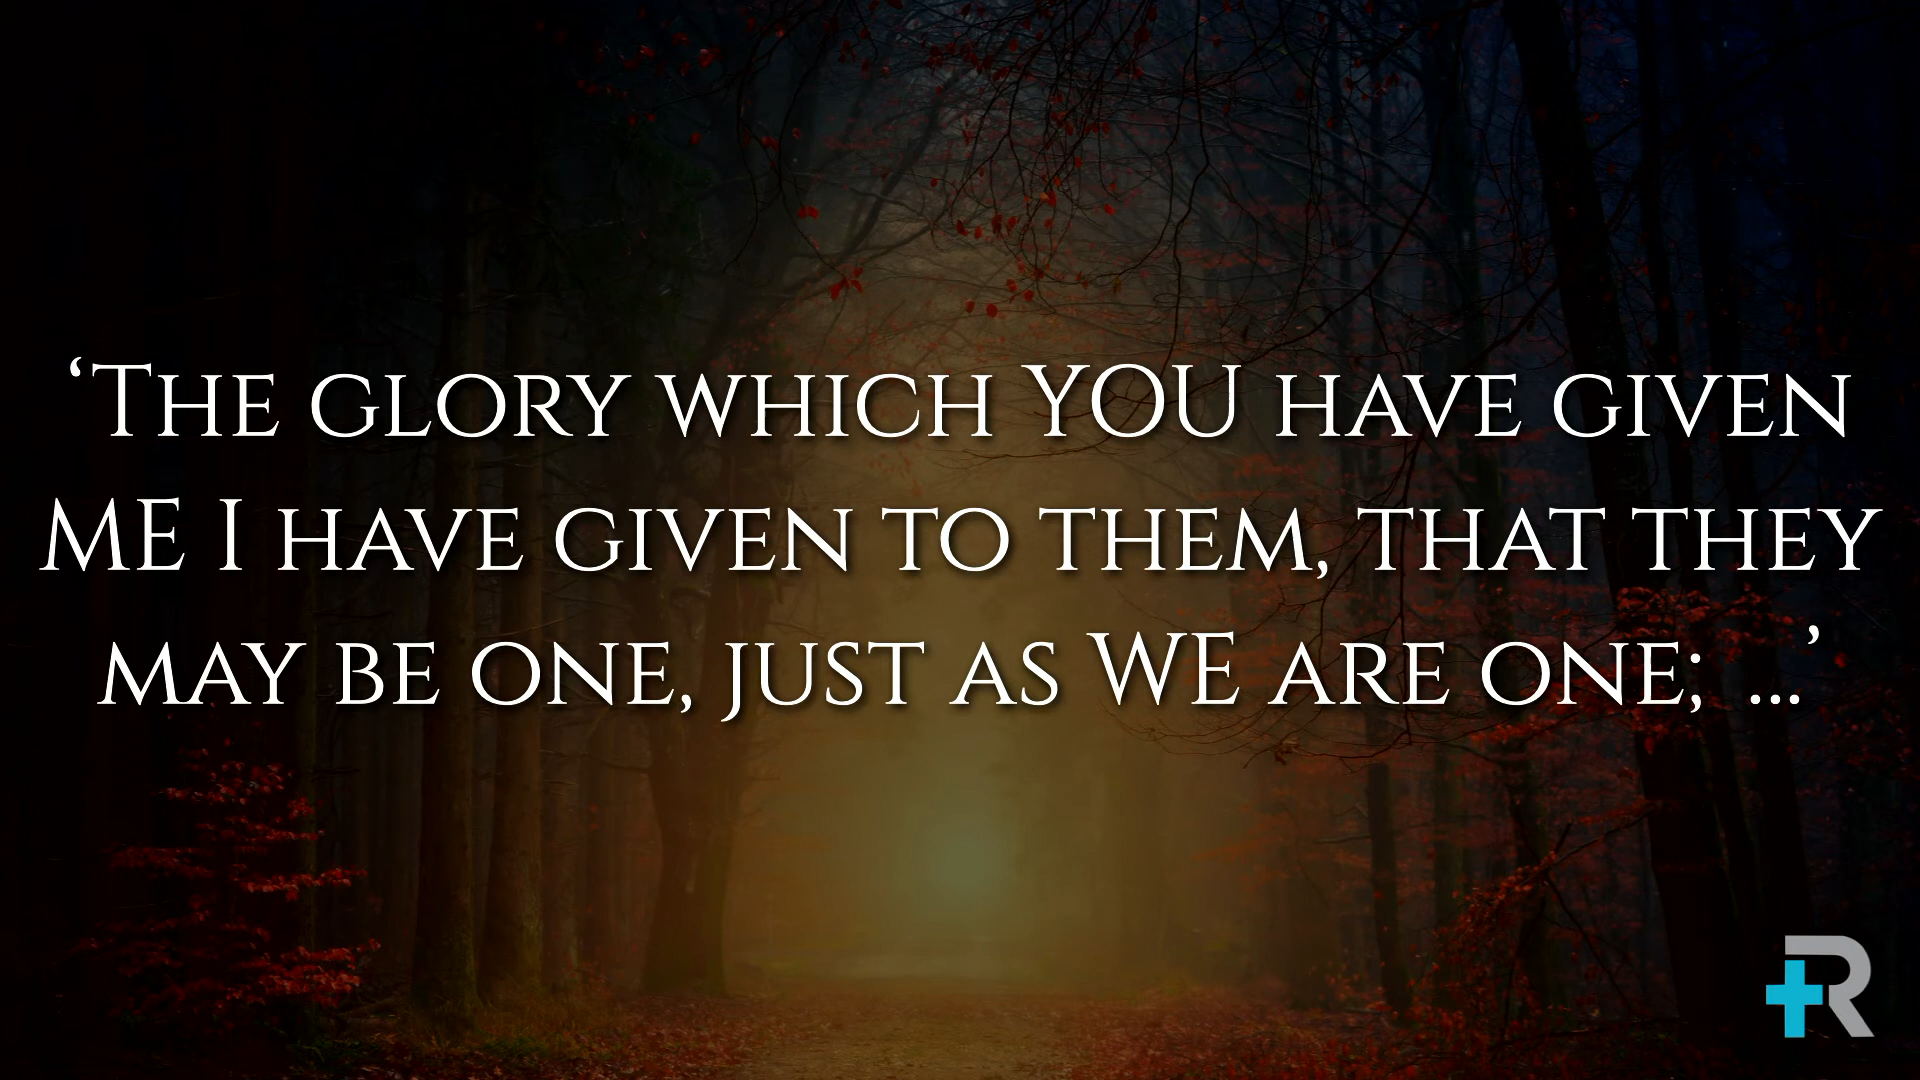 ‘The glory which YOU have given
ME I have given to them, that they
may be one, just as WE are one; ...’
R